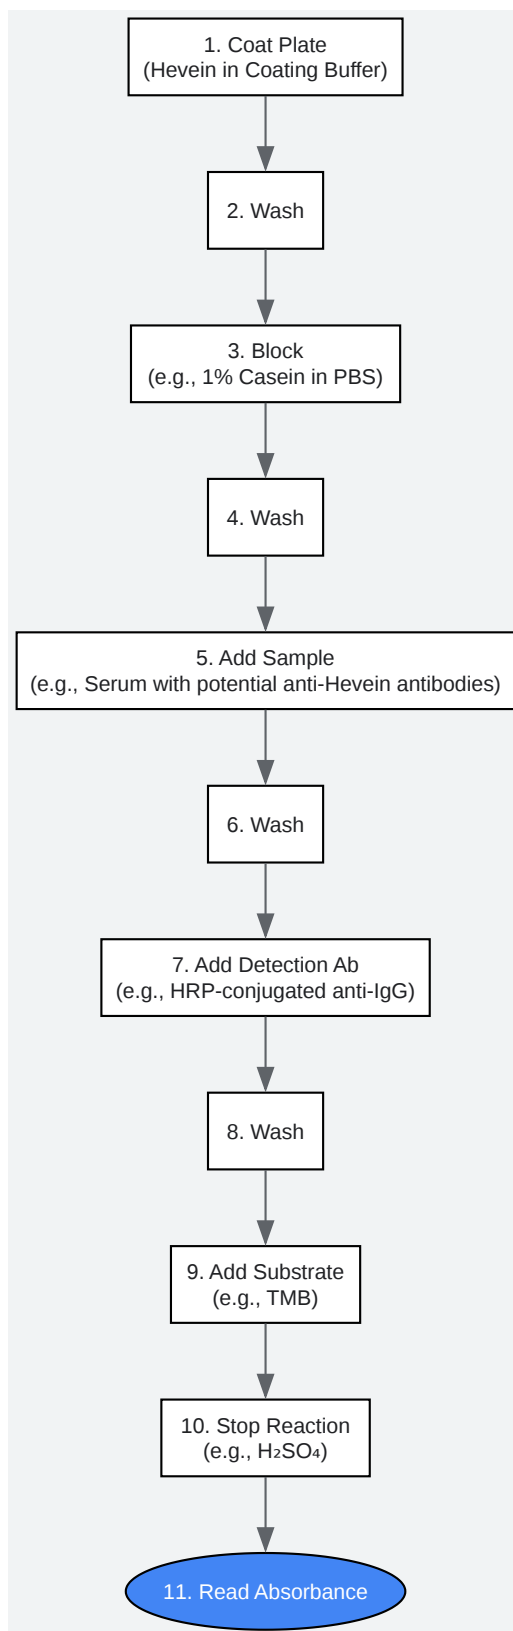 1. Coat Plate
(Hevein in Coating Buffer)
2. Wash
3. Block
(e.g., 1% Casein in PBS)
4. Wash
5. Add Sample
(e.g., Serum with potential anti-Hevein antibodies)
6. Wash
7. Add Detection Ab
(e.g., HRP-conjugated anti-IgG)
8. Wash
9. Add Substrate
(e.g., TMB)
10. Stop Reaction
(e.g., H₂SO₄)
11. Read Absorbance